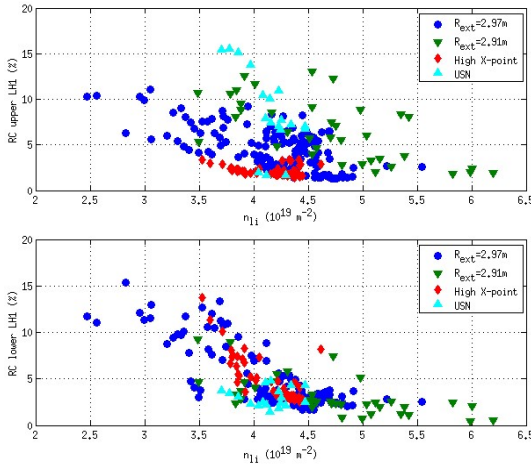 20
15
10
5
0
RC upper LH1 (%)
R_ext=2.97m
R_ext=2.91m
High X-point
USN
2 2.5 3 3.5 4 4.5 5 5.5 6 6.5
n_li (10^19 m^-2)
20
15
10
5
0
RC lower LH1 (%)
R_ext=2.97m
R_ext=2.91m
High X-point
USN
2 2.5 3 3.5 4 4.5 5 5.5 6 6.5
n_li (10^19 m^-2)